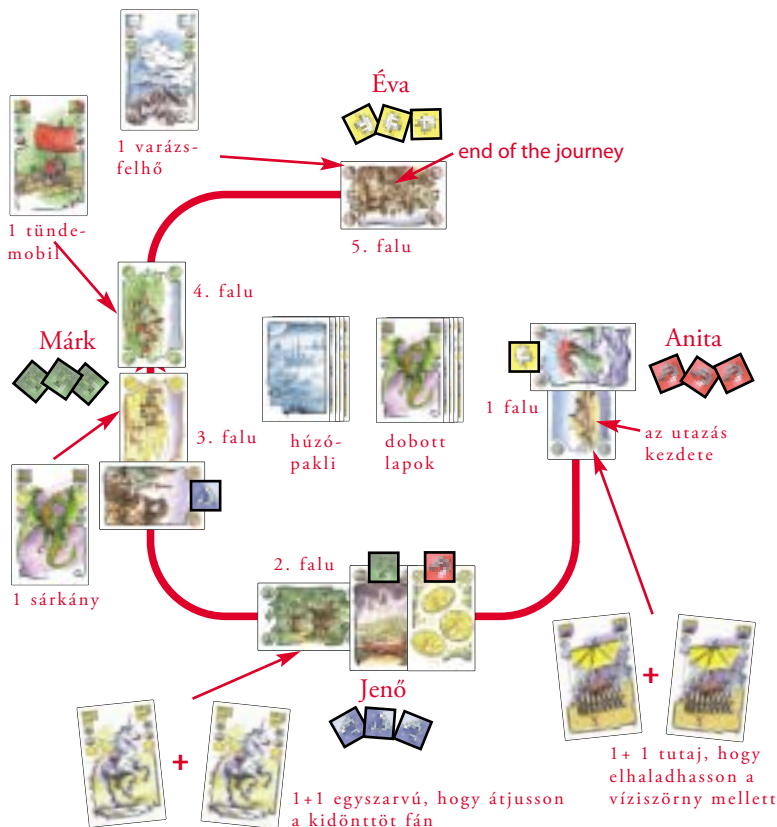 Éva
1 varázs-
felhő
end of the journey
1 tünde-
mobil
5. falu
4. falu
Márk
Anita
1 falu
3. falu
húzó-
pakli
dobott
lapok
az utazás
kezdete
2. falu
1 sárkány
Jenő
+
+
1+1 egyszarvú, hogy átjusson
a kidönttöt fán
1+ 1 tutaj, hogy
elhaladhasson a
víziszörny mellett